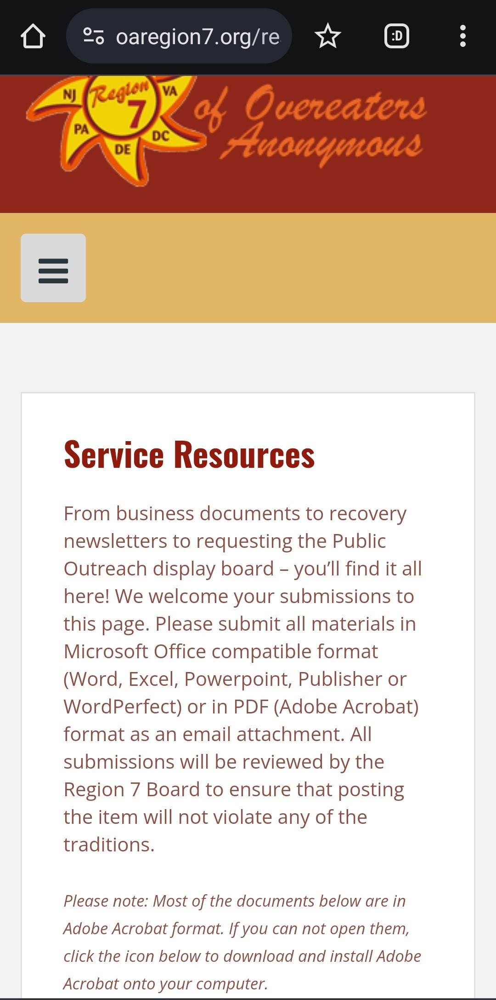 oaregion7.org/re
:D
NJ
Region
VA
7
PA
DC
DE
of Overeaters
Anonymous
Service Resources
From business documents to recovery
newsletters to requesting the Public
Outreach display board – you’ll find it all
here! We welcome your submissions to
this page. Please submit all materials in
Microsoft Office compatible format
(Word, Excel, Powerpoint, Publisher or
WordPerfect) or in PDF (Adobe Acrobat)
format as an email attachment. All
submissions will be reviewed by the
Region 7 Board to ensure that posting
the item will not violate any of the
traditions.
Please note: Most of the documents below are in
Adobe Acrobat format. If you can not open them,
click the icon below to download and install Adobe
Acrobat onto your computer.